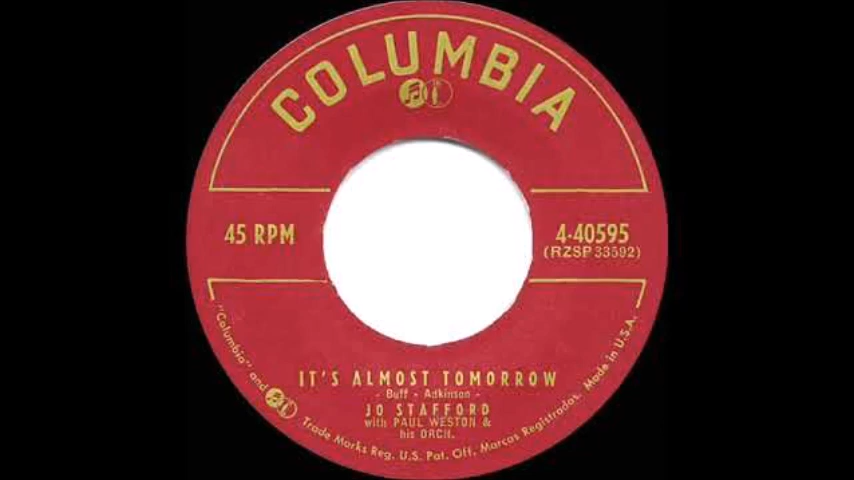 COLUMBIA
45 RPM
4-40595
(RZSP 33592)
IT'S ALMOST TOMORROW
- Buff - Adkinson -
JO STAFFORD
with PAUL WESTON &
his ORCH.
"Columbia" and Trade Marks Reg. U.S. Pat. Off. Marcas Registradas. Made in U.S.A.